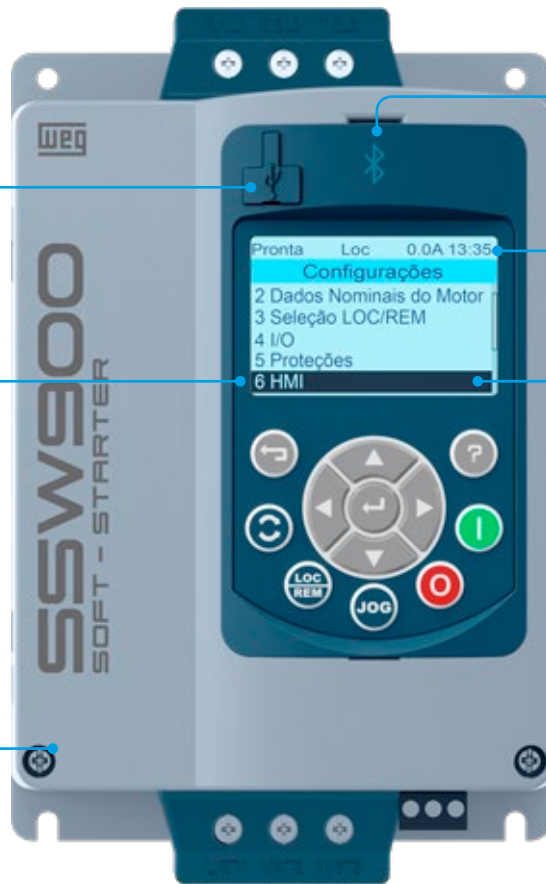 weg
Pronta Loc 0.0A 13:35
Configurações
2 Dados Nominais do Motor
3 Seleção LOC/REM
4 I/O
5 Proteções
6 HMI
?
LOC
REM
JOG
SSW900
SOFT-STARTER